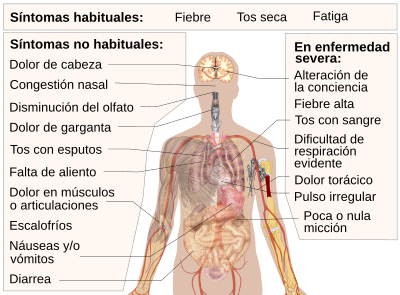 Síntomas habituales: Fiebre Tos seca Fatiga
Síntomas no habituales:
Dolor de cabeza
Congestión nasal
Disminución del olfato
Dolor de garganta
Tos con esputos
Falta de aliento
Dolor en músculos
o articulaciones
Escalofríos
Náuseas y/o
vómitos
Diarrea
En enfermedad
severa:
Alteración de
la conciencia
Fiebre alta
Tos con sangre
Dificultad de
respiración
evidente
Dolor torácico
Pulso irregular
Poca o nula
micción